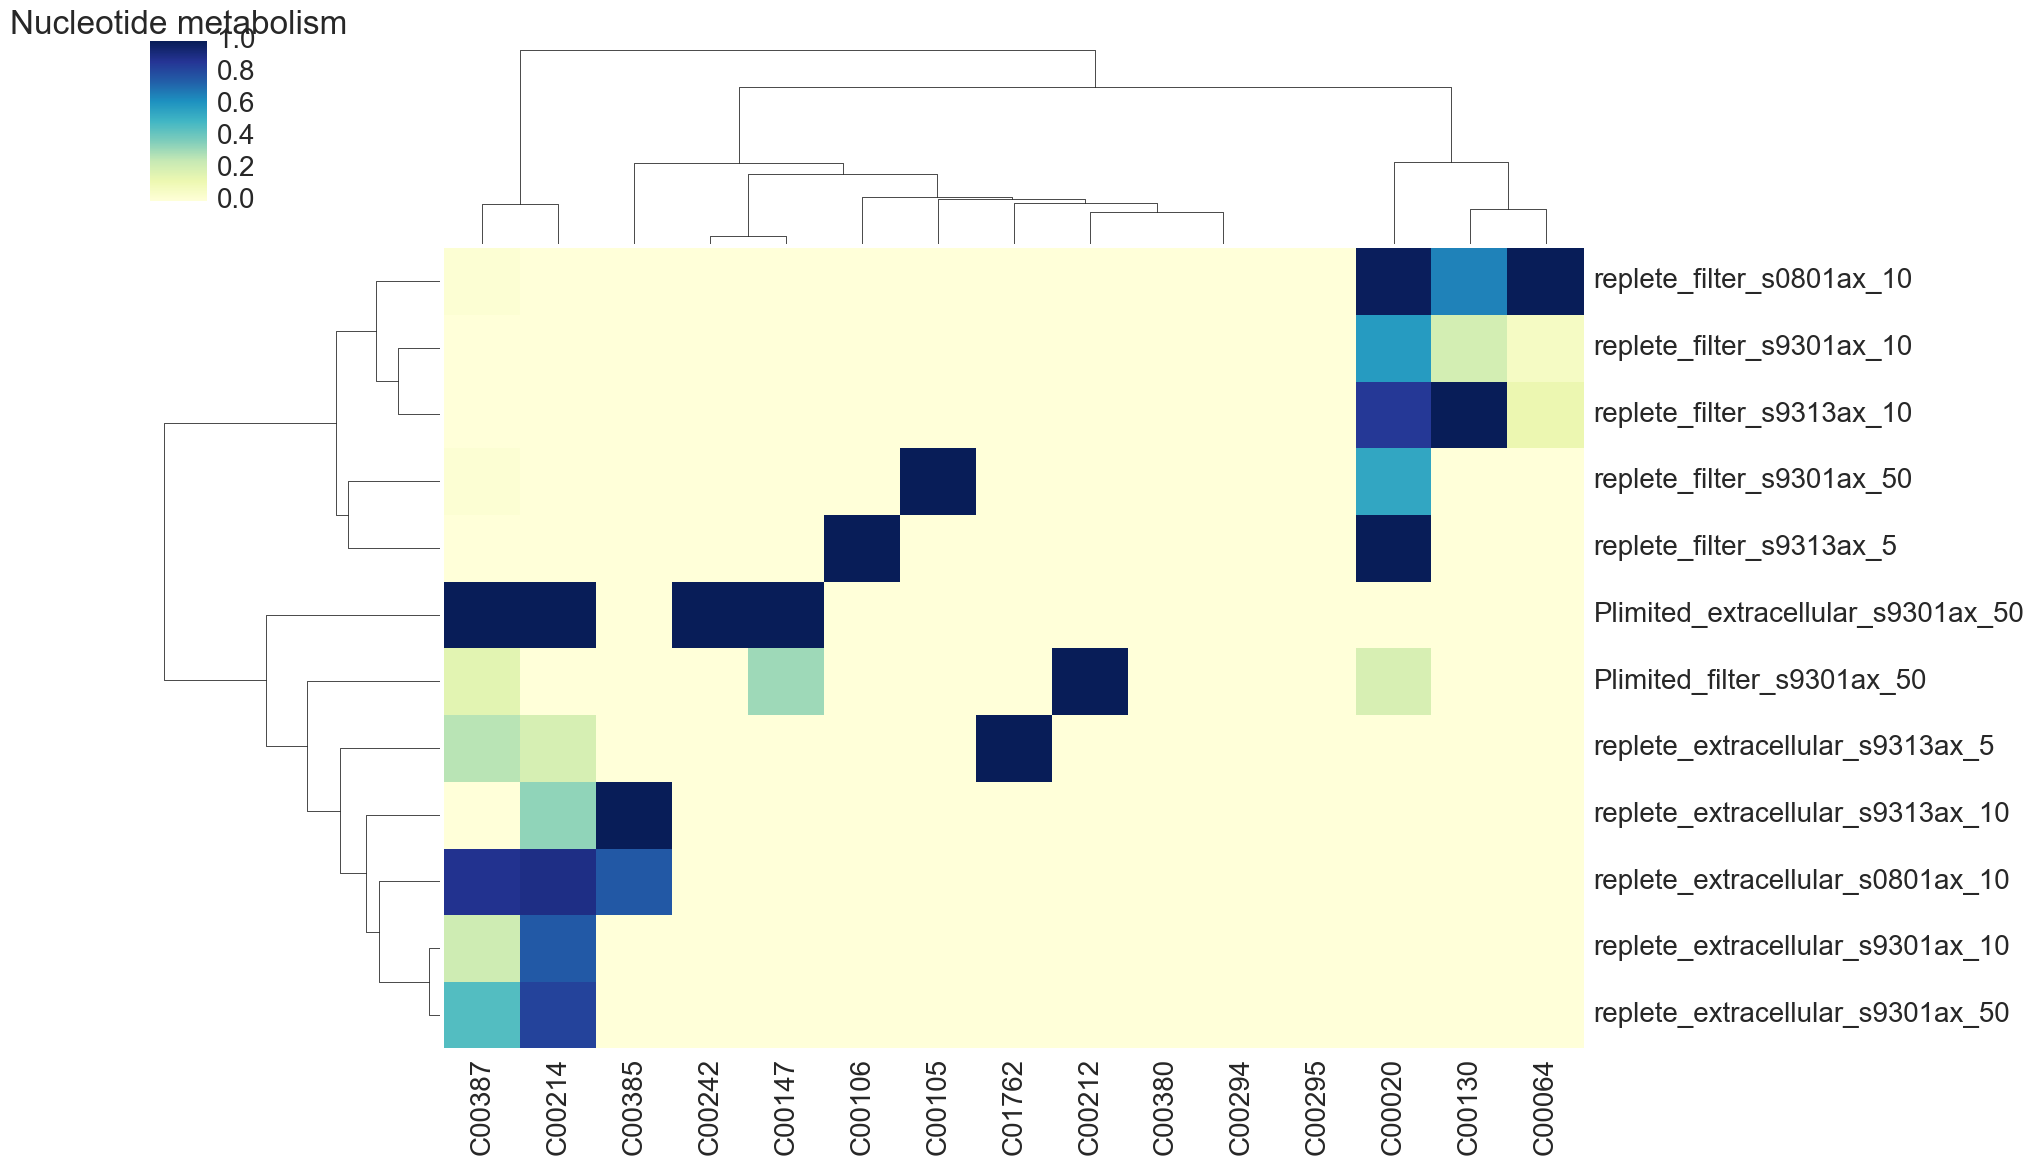 Nucleotide metabolism
1.0
0.8
0.6
0.4
0.2
0.0
replete_filter_s0801ax_10
replete_filter_s9301ax_10
replete_filter_s9313ax_10
replete_filter_s9301ax_50
replete_filter_s9313ax_5
Plimited_extracellular_s9301ax_50
Plimited_filter_s9301ax_50
replete_extracellular_s9313ax_5
replete_extracellular_s9313ax_10
replete_extracellular_s0801ax_10
replete_extracellular_s9301ax_10
replete_extracellular_s9301ax_50
C00387
C00214
C00385
C00242
C00147
C00106
C00105
C01762
C00212
C00380
C00294
C00295
C00020
C00130
C00064